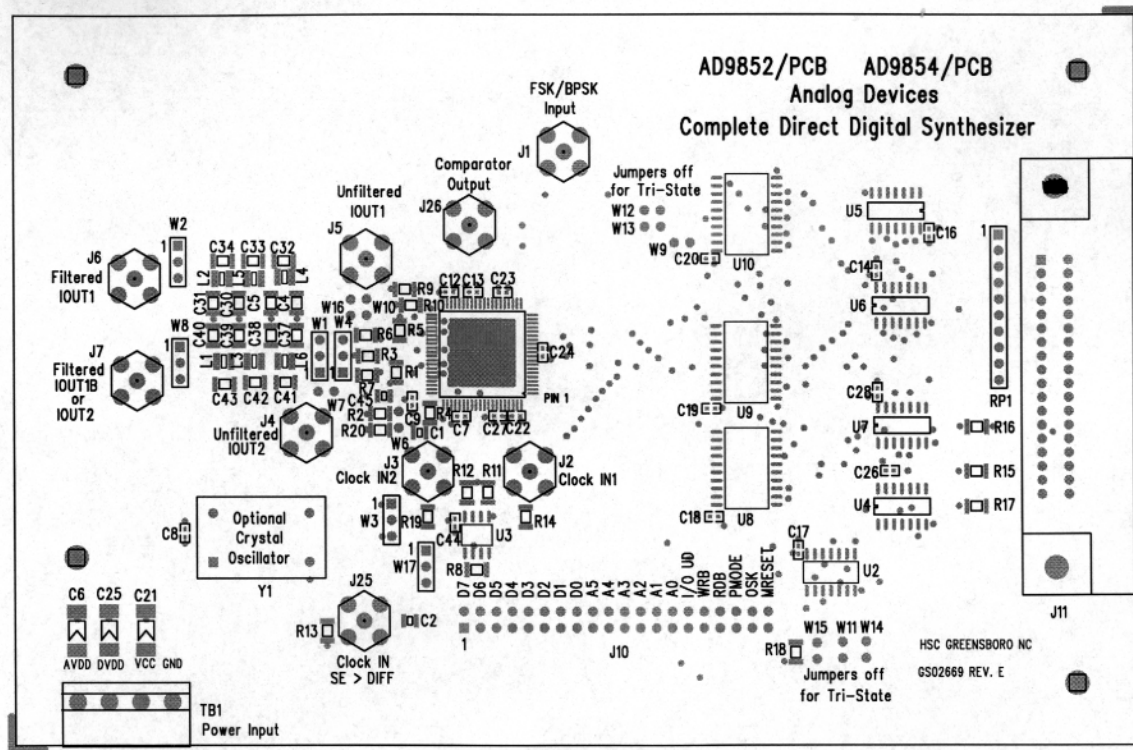 AD9852/PCB AD9854/PCB
Analog Devices
Complete Direct Digital Synthesizer
FSK/BPSK
Input
J1
Comparator
Output
J26
Unfiltered
IOUT1
J5
Jumpers off
for Tri-State
W12
W13
W9
C20
U10
U5
C16
C14
U6
1
J6
Filtered
IOUT1
W2
1
C34 C33 C32
L2 L5 L4
C31 C30 C5 C4
C40 C39 C38 C37
L1 L3 L6
C43 C42 C41
J7
Filtered
IOUT1B
or
IOUT2
W8
1
W16
W1 W4
1
W10
R9
R10
R5
R6
R3
R1
R7
C45
C9
R2
R20
R4
C1
W7
W6
C12 C13 C23
C24
PIN 1
C7 C27 C22
J4
Unfiltered
IOUT2
C19
U9
C28
U7
RP1
R16
J3
Clock IN2
R12 R11
J2
Clock IN1
C26
R15
C18
U8
U4
R17
C8
Optional
Crystal
Oscillator
Y1
1
W3
R19
C44
U3
R14
1
W17
R8
C17
U2
D7 D6 D5 D4 D3 D2 D1 D0 A5 A4 A3 A2 A1 A0 I/O UD WRB RDB PMODE OSK MRESET
1
J10
J11
C6 C25 C21
AVDD DVDD VCC GND
J25
R13
C2
Clock IN
SE > DIFF
R18
W15 W11 W14
Jumpers off
for Tri-State
HSC GREENSBORO NC
GS02669 REV. E
TB1
Power Input